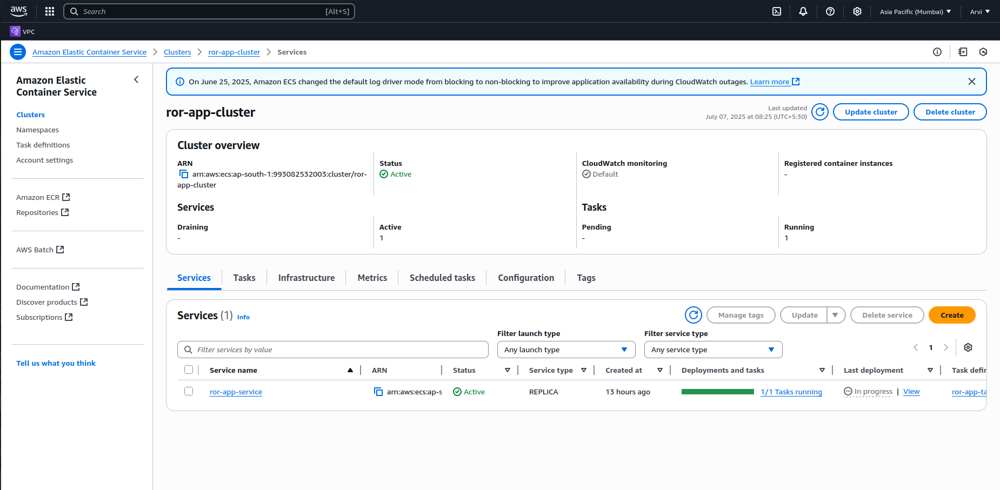 aws
Search [Alt+S]
Asia Pacific (Mumbai)
Arvi
VPC
Amazon Elastic Container Service > Clusters > ror-app-cluster > Services
Amazon Elastic
Container Service
Clusters
Namespaces
Task definitions
Account settings
Amazon ECR
Repositories
AWS Batch
Documentation
Discover products
Subscriptions
Tell us what you think
On June 25, 2025, Amazon ECS changed the default log driver mode from blocking to non-blocking to improve application availability during CloudWatch outages. Learn more
ror-app-cluster
Last updated
July 07, 2025 at 08:25 (UTC+5:30)
Update cluster
Delete cluster
Cluster overview
ARN
arn:aws:ecs:ap-south-1:993082532003:cluster/ror-
app-cluster
Status
Active
CloudWatch monitoring
Default
Registered container instances
-
Services
Draining
-
Active
1
Tasks
Pending
-
Running
1
Services Tasks Infrastructure Metrics Scheduled tasks Configuration Tags
Services (1) Info
Manage tags
Update
Delete service
Create
Filter launch type
Filter service type
Filter services by value
Any launch type
Any service type
1
Service name ARN Status Service type Created at Deployments and tasks Last deployment Task defir
ror-app-service arn:aws:ecs:ap-s Active REPLICA 13 hours ago 1/1 Tasks running In progress | View ror-app-ta